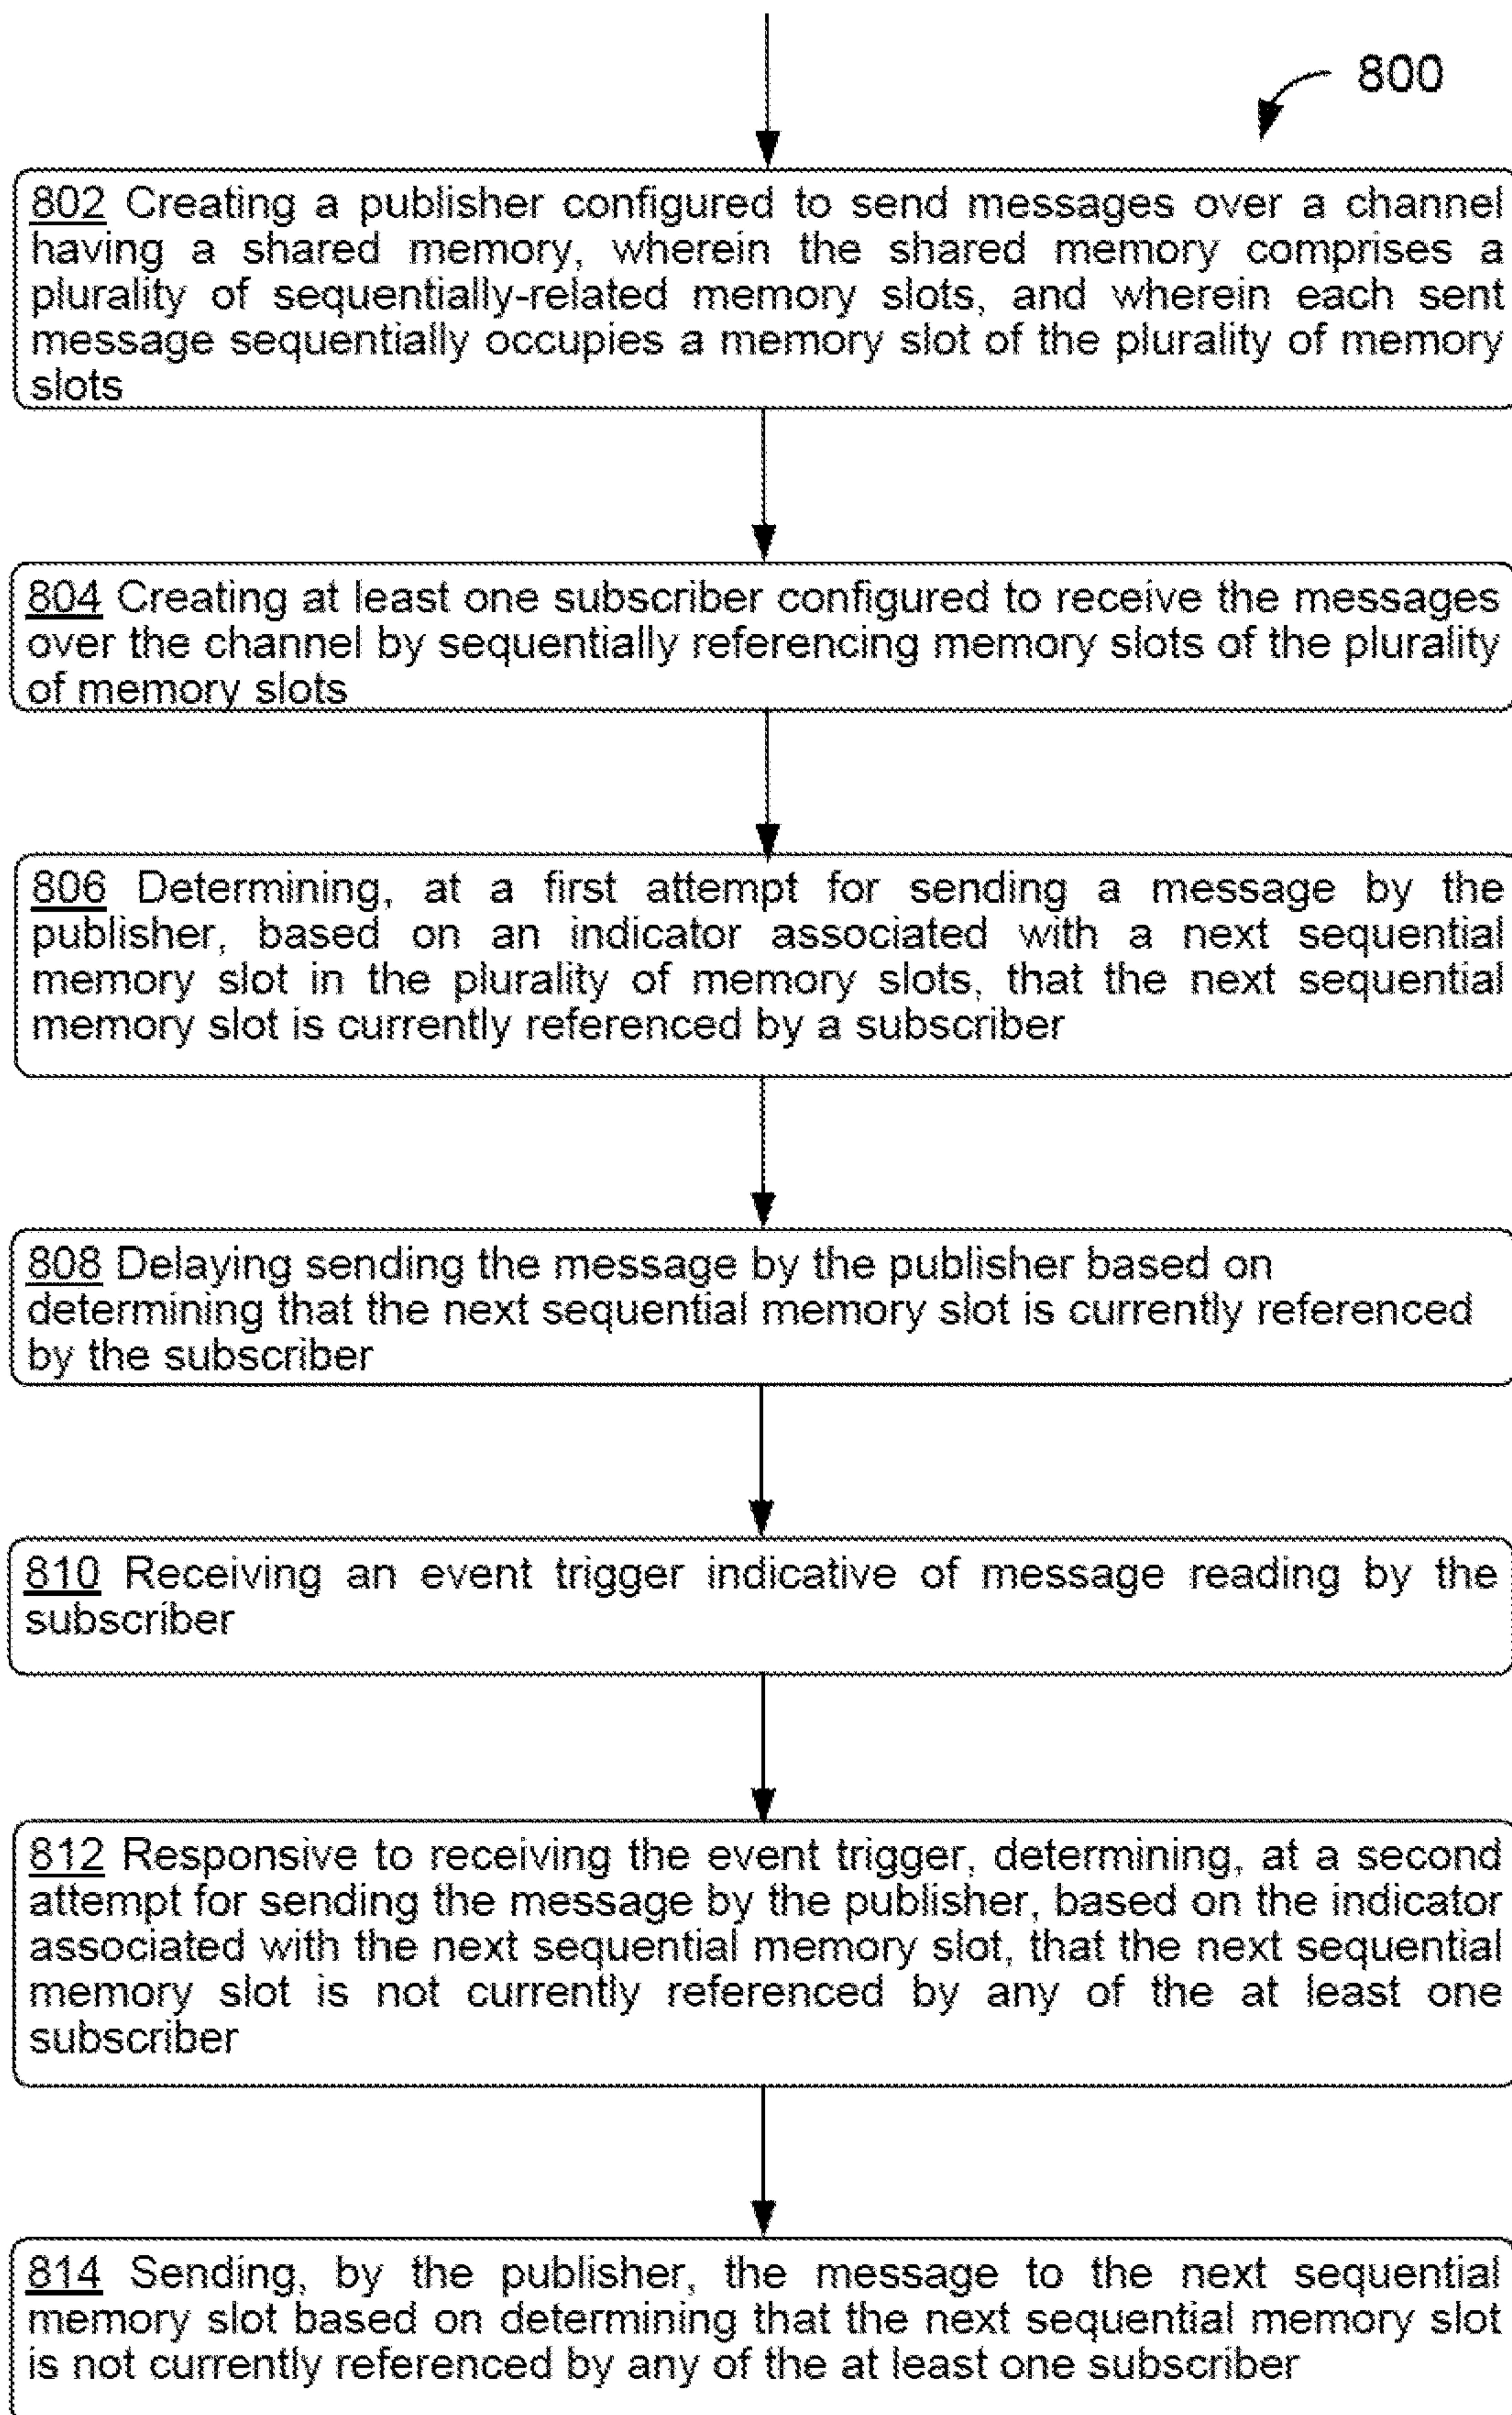 800
802 Creating a publisher configured to send messages over a channel
having a shared memory, wherein the shared memory comprises a
plurality of sequentially-related memory slots, and wherein each sent
message sequentially occupies a memory slot of the plurality of memory
slots
804 Creating at least one subscriber configured to receive the messages
over the channel by sequentially referencing memory slots of the plurality
of memory slots
806 Determining, at a first attempt for sending a message by the
publisher, based on an indicator associated with a next sequential
memory slot in the plurality of memory slots, that the next sequential
memory slot is currently referenced by a subscriber
808 Delaying sending the message by the publisher based on
determining that the next sequential memory slot is currently referenced
by the subscriber
810 Receiving an event trigger indicative of message reading by the
subscriber
812 Responsive to receiving the event trigger, determining, at a second
attempt for sending the message by the publisher, based on the indicator
associated with the next sequential memory slot, that the next sequential
memory slot is not currently referenced by any of the at least one
subscriber
814 Sending, by the publisher, the message to the next sequential
memory slot based on determining that the next sequential memory slot
is not currently referenced by any of the at least one subscriber